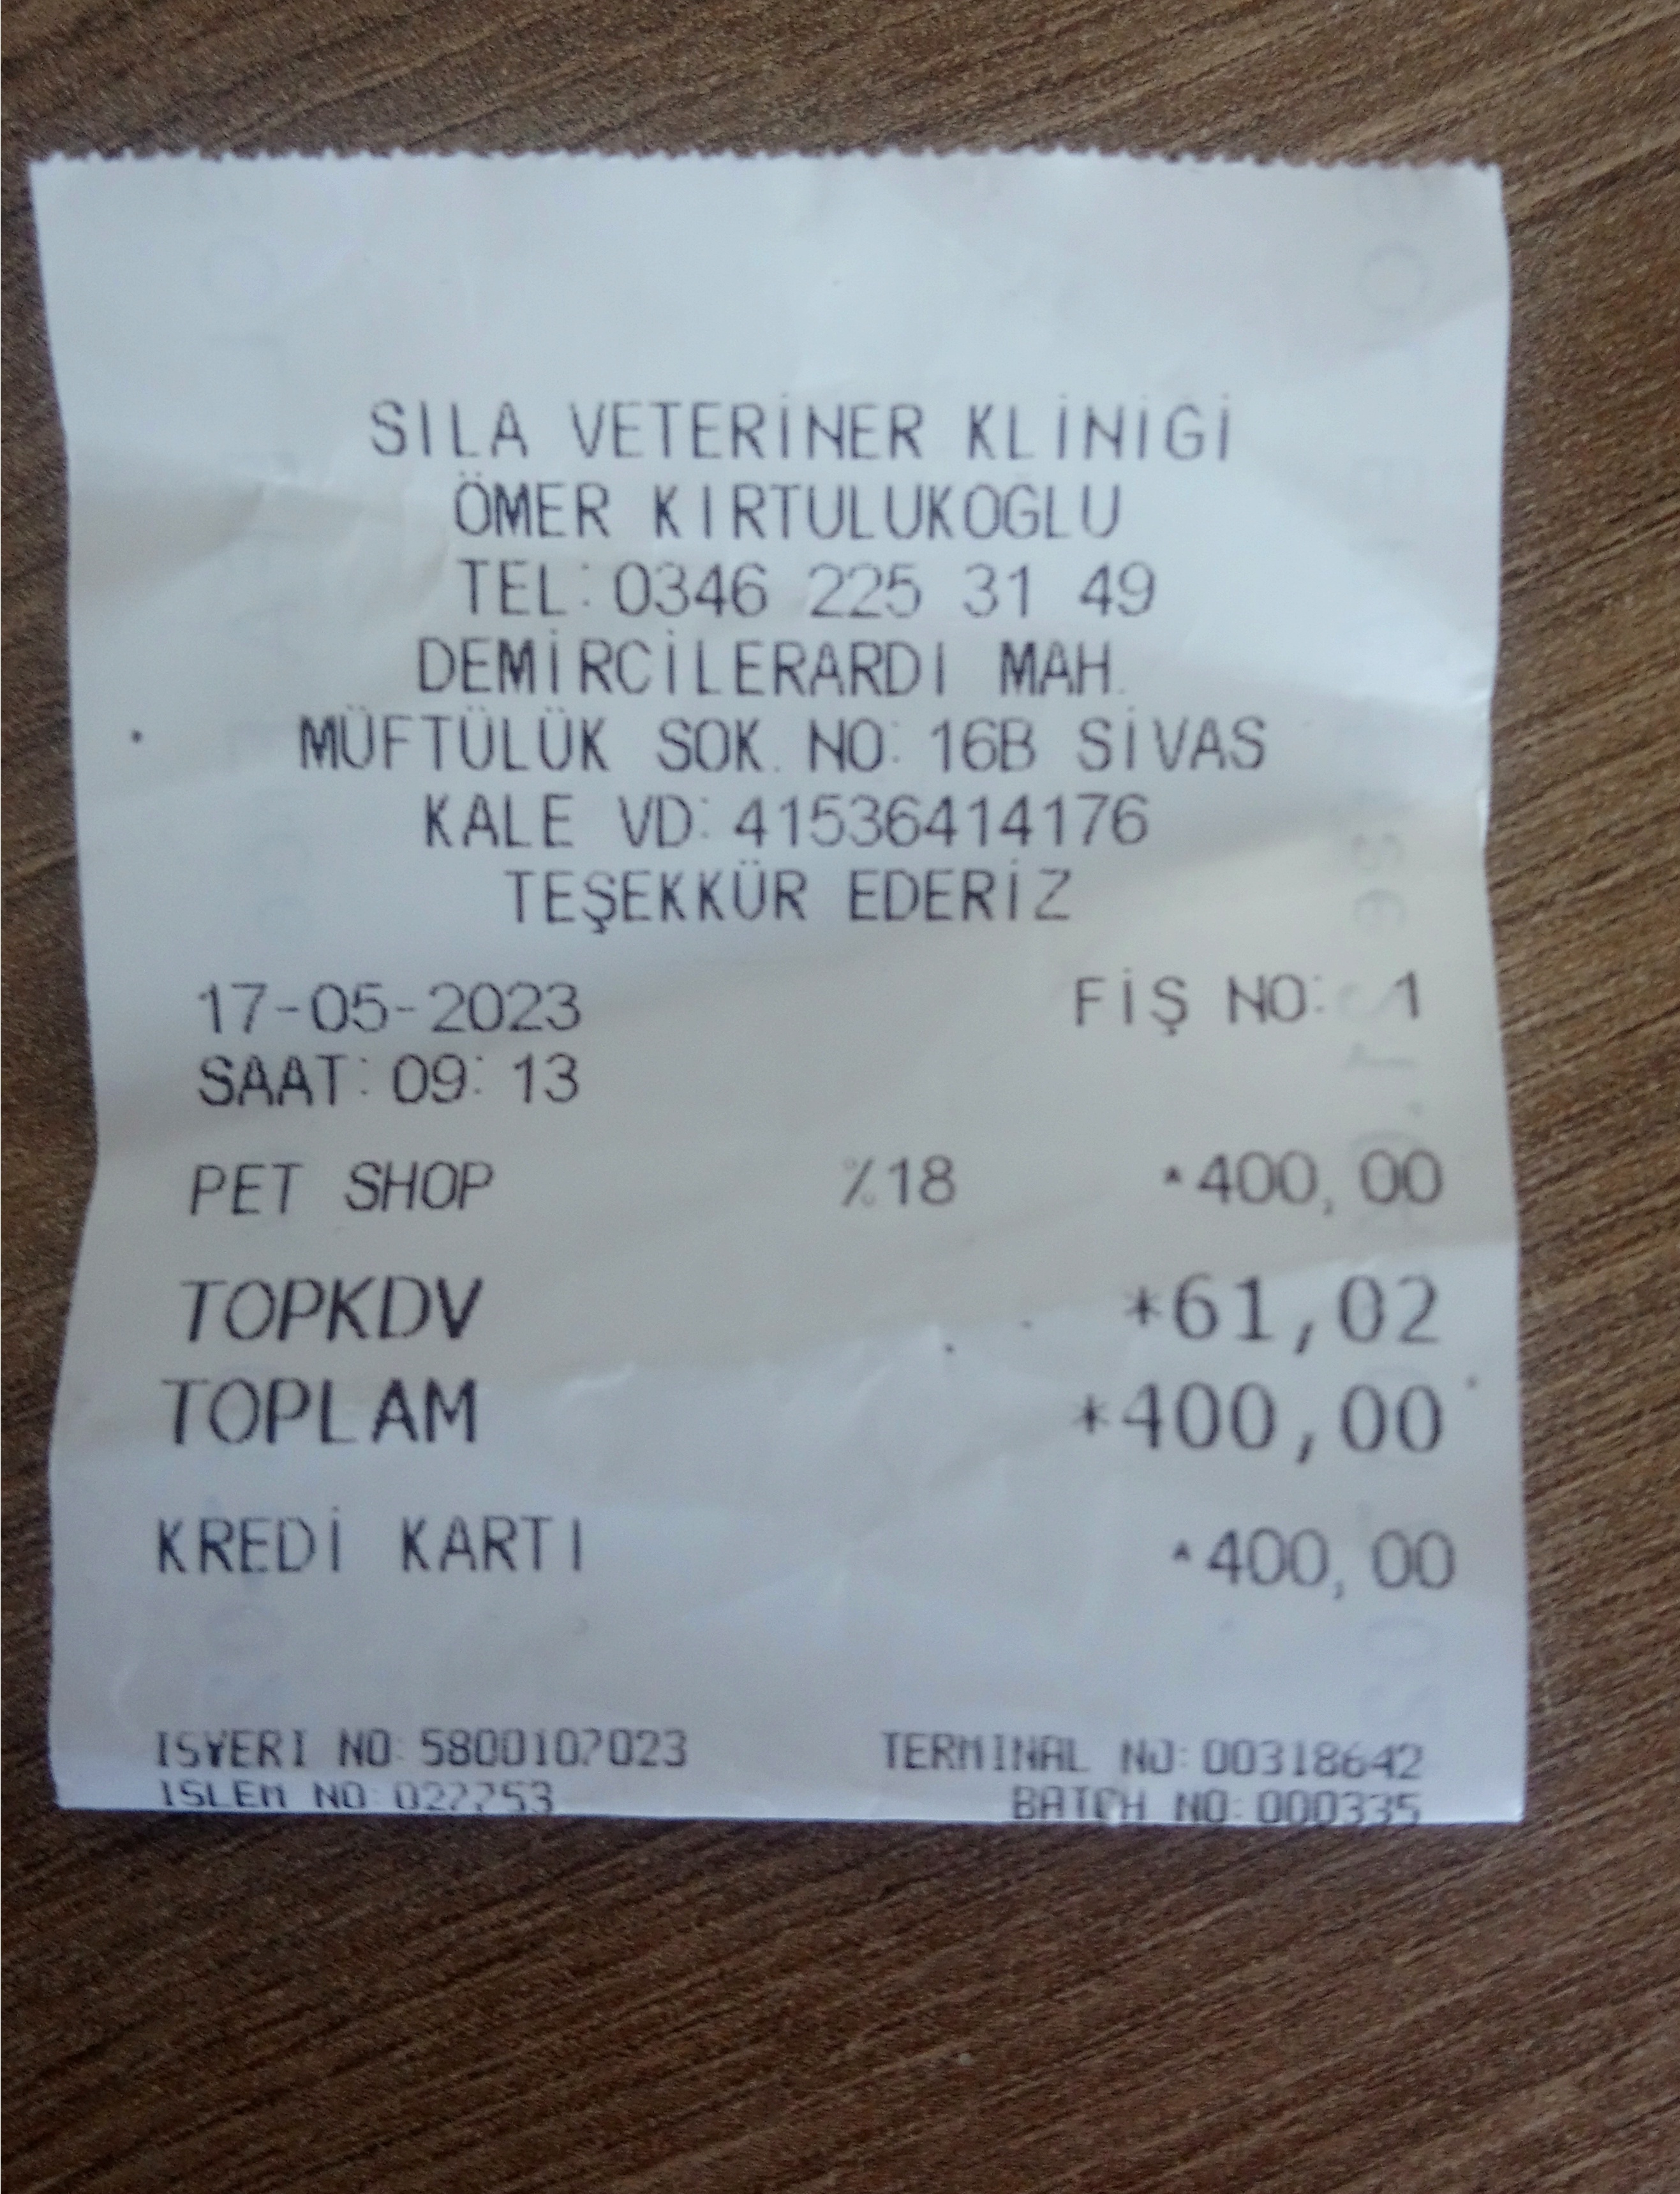 SILA VETERİNER KLİNİĞİ
ÖMER KIRTULUKOĞLU
TEL: 0346 225 31 49
DEMİRCİLERARDI MAH.
MÜFTÜLÜK SOK. NO: 16B SİVAS
KALE VD: 41536414176
TEŞEKKÜR EDERİZ
17-05-2023 FİŞ NO: 1
SAAT: 09: 13
PET SHOP %18 *400,00
TOPKDV *61,02
TOPLAM *400,00
KREDİ KARTI *400,00
ISYERI NO: 5800107023 TERMINAL NO: 00318642
ISLEM NO: BATCH NO: 000335